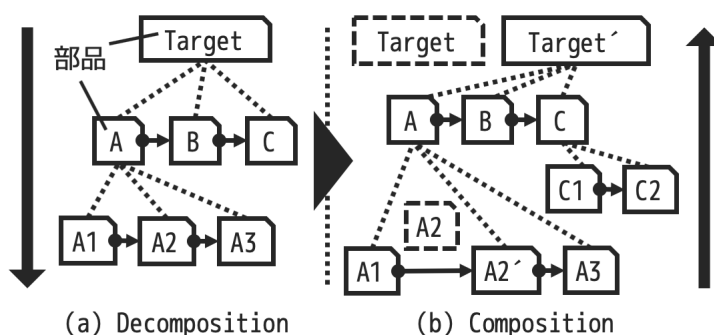 Target
部品
A
B
C
A1
A2
A3
(a) Decomposition
Target
Target´
A
B
C
C1
C2
A2
A1
A2´
A3
(b) Composition